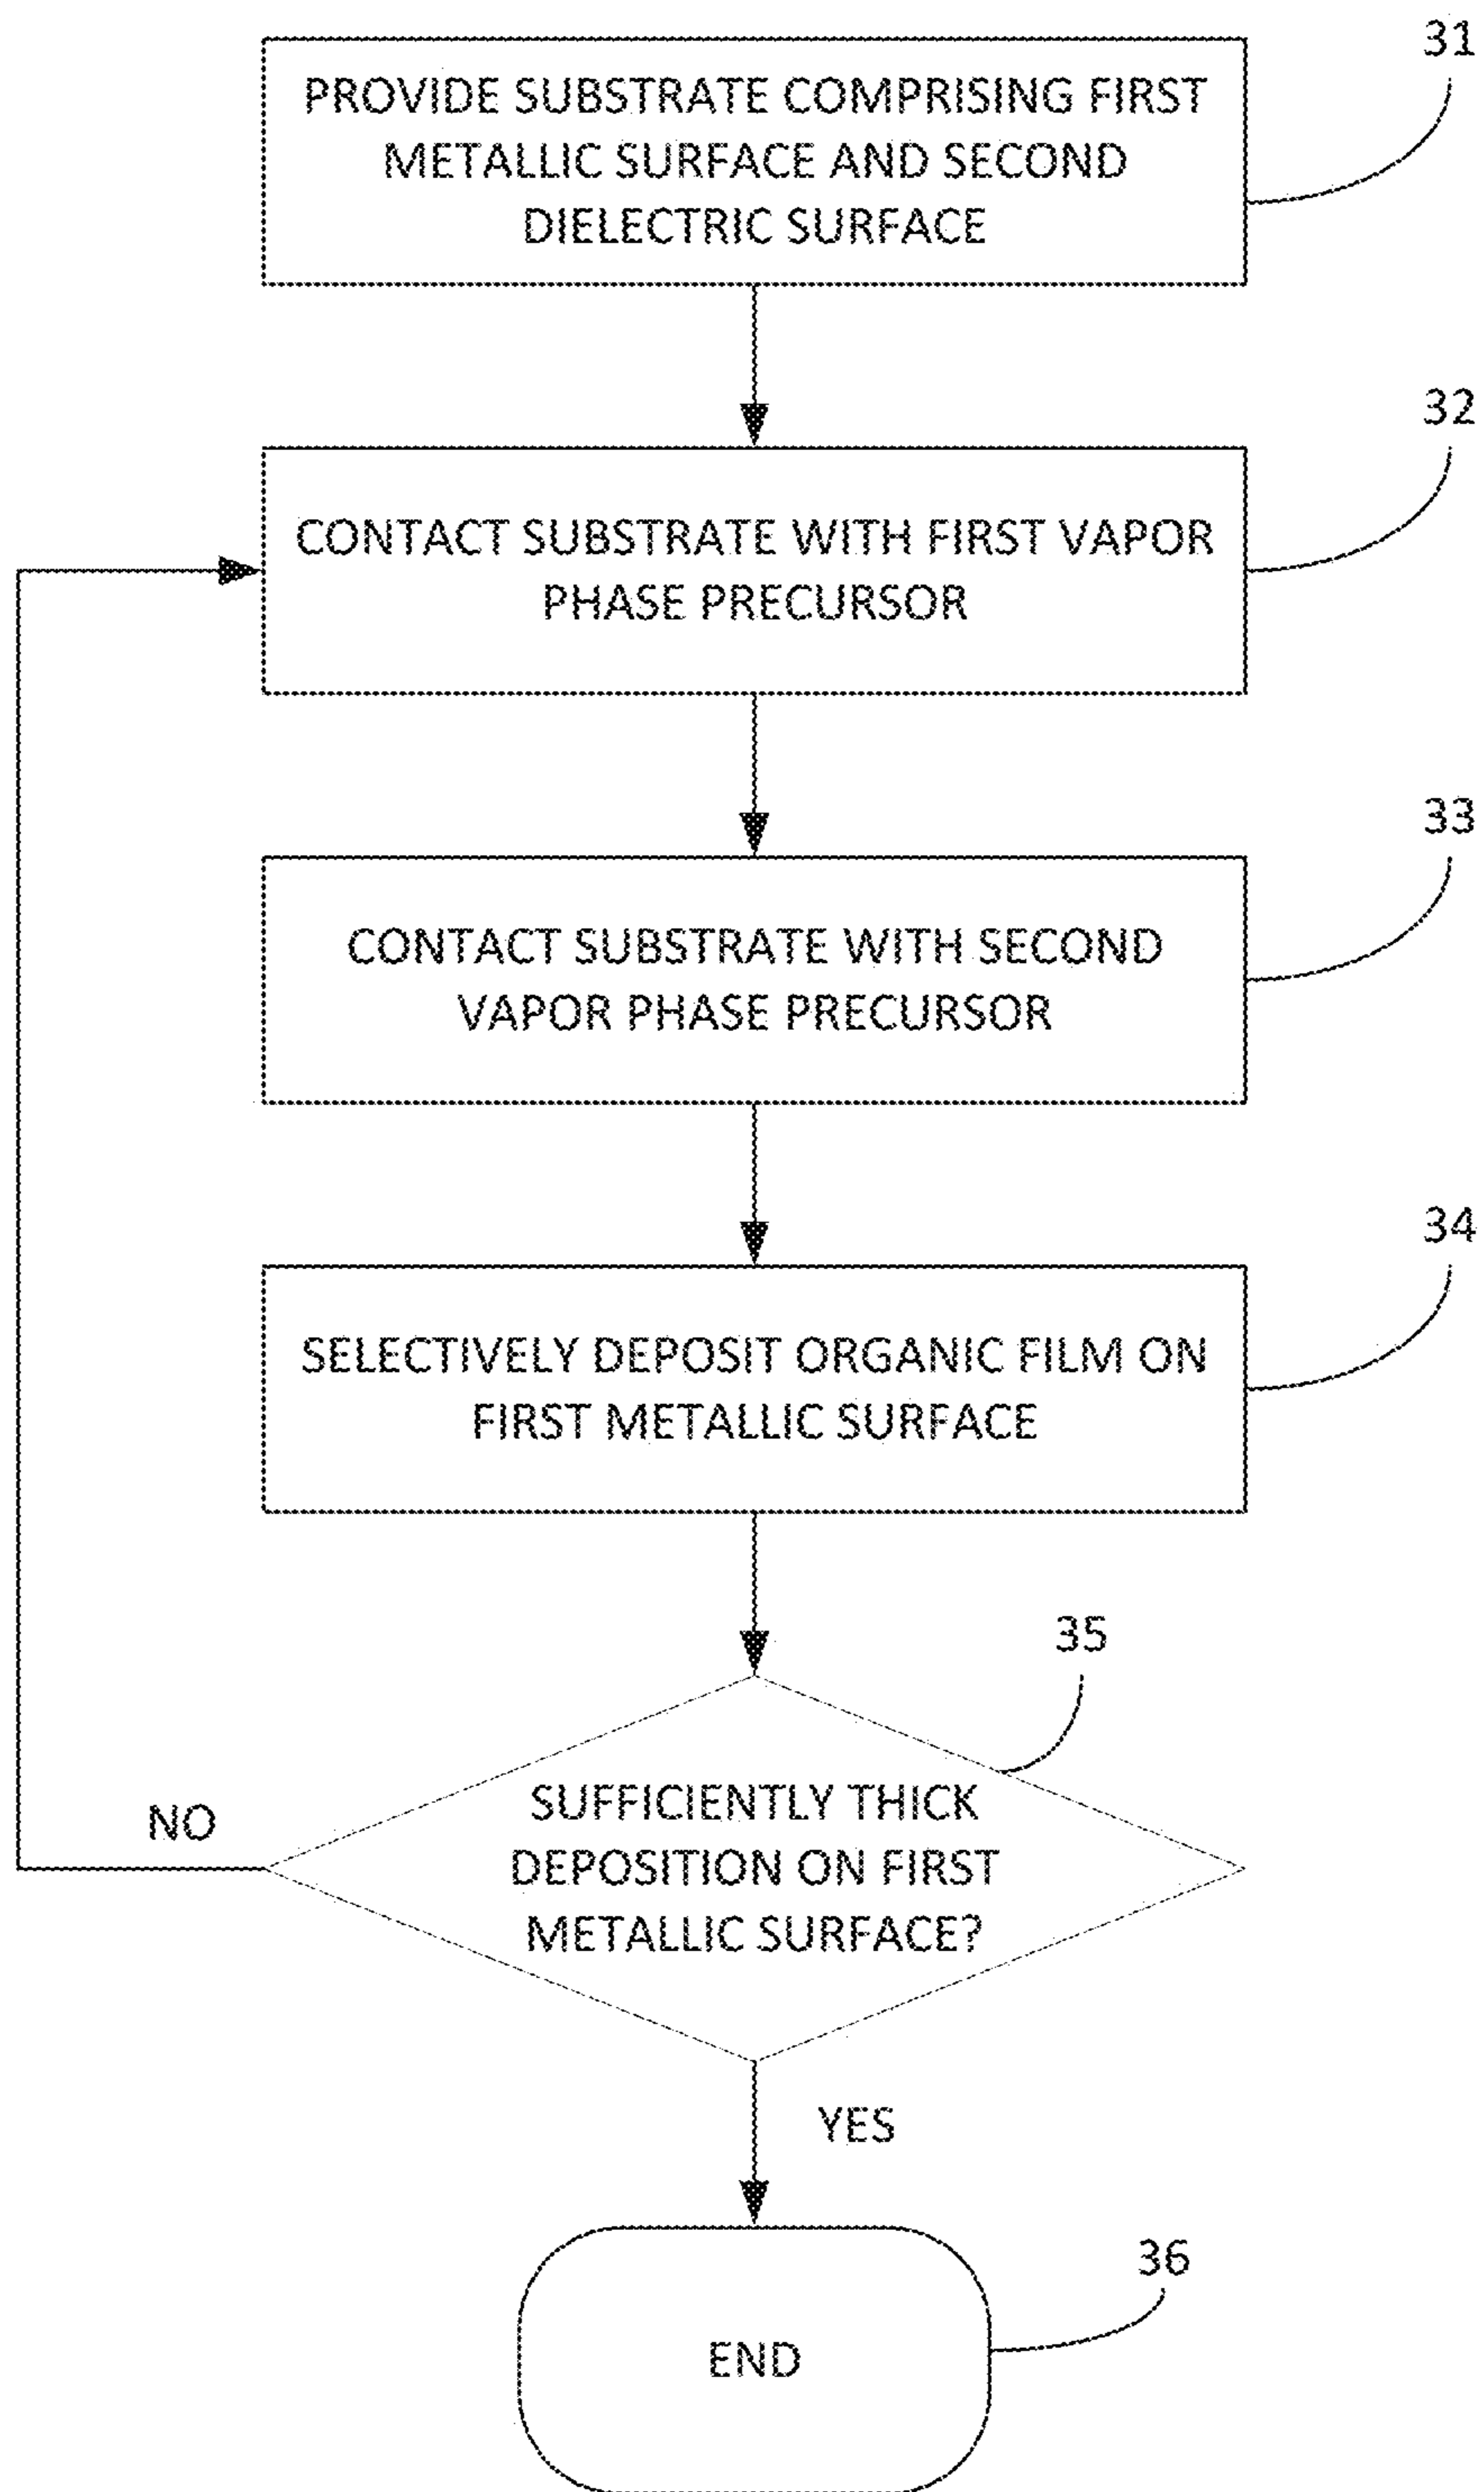 31
PROVIDE SUBSTRATE COMPRISING FIRST
METALLIC SURFACE AND SECOND
DIELECTRIC SURFACE
32
CONTACT SUBSTRATE WITH FIRST VAPOR
PHASE PRECURSOR
33
CONTACT SUBSTRATE WITH SECOND
VAPOR PHASE PRECURSOR
34
SELECTIVELY DEPOSIT ORGANIC FILM ON
FIRST METALLIC SURFACE
35
SUFFICIENTLY THICK
DEPOSITION ON FIRST
METALLIC SURFACE?
NO
YES
36
END